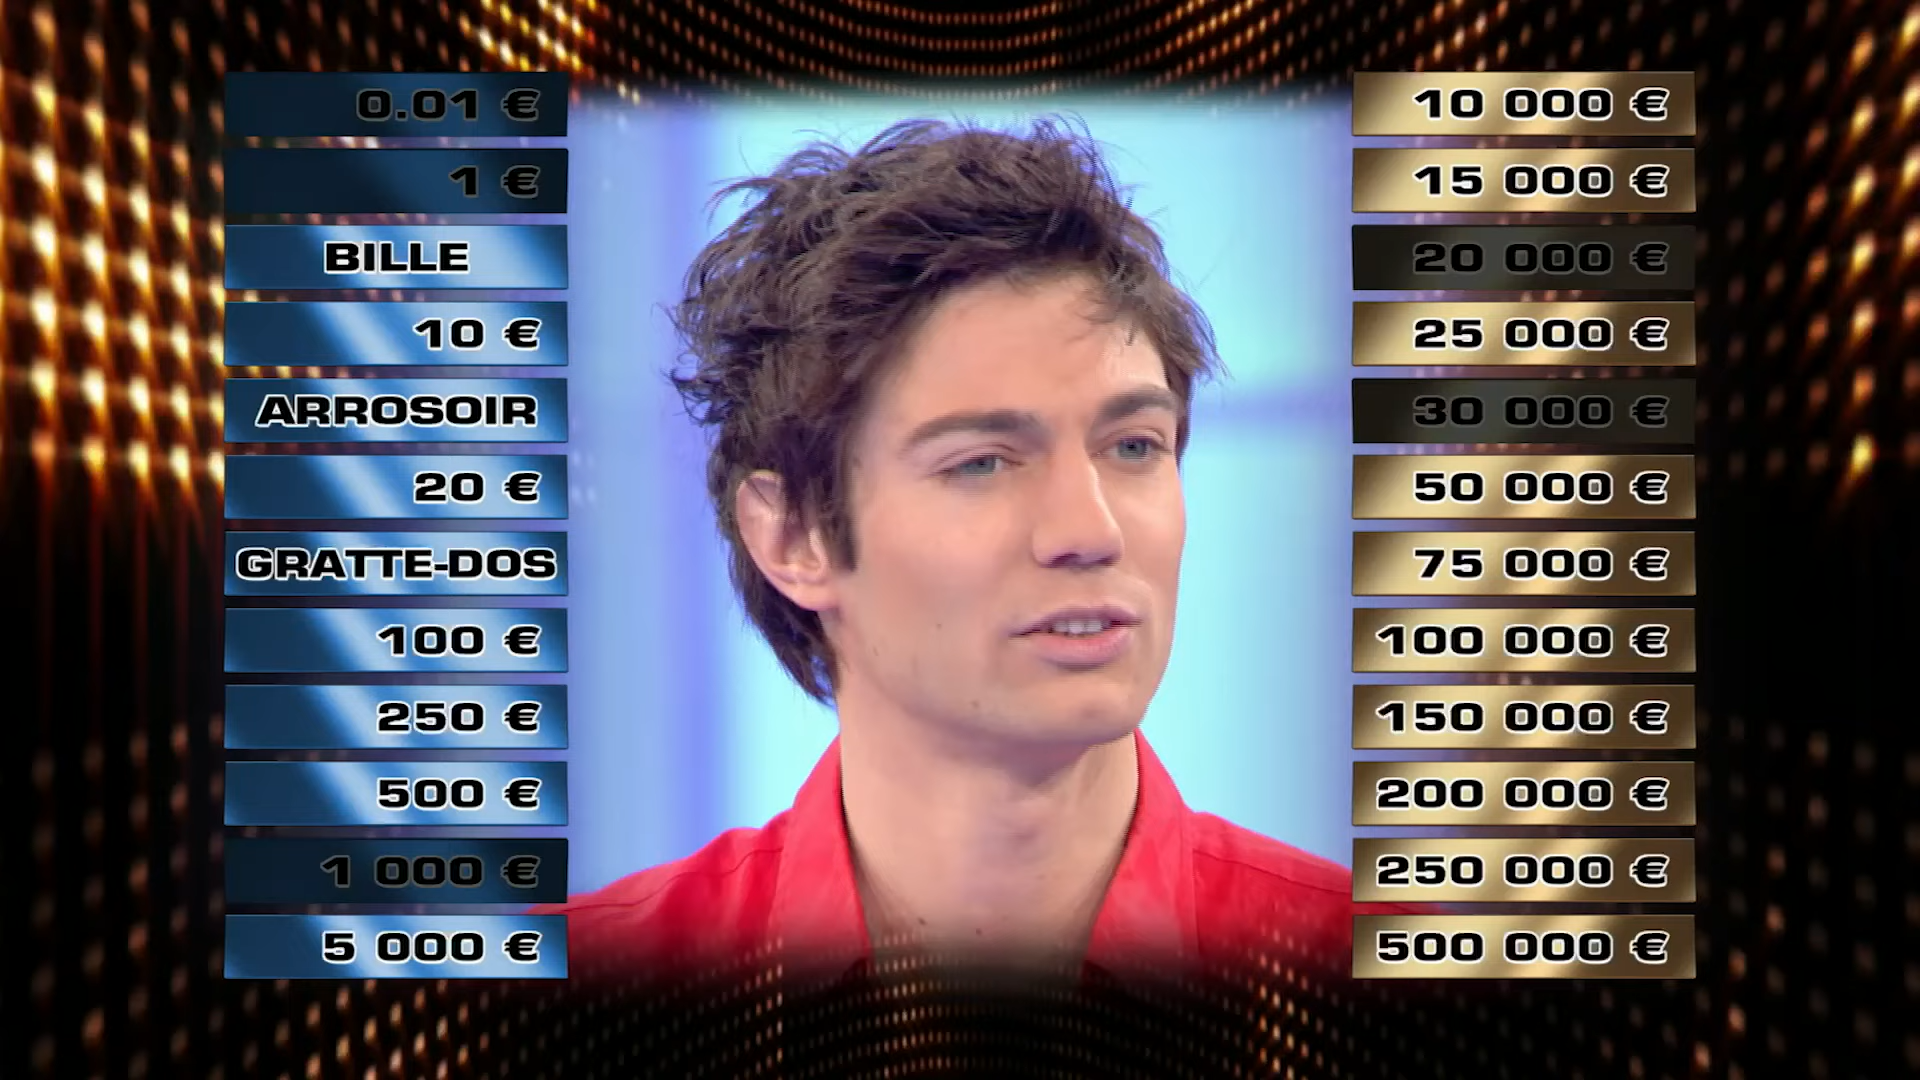 0.01 €
1 €
BILLE
10 €
ARROSOIR
20 €
GRATTE-DOS
100 €
250 €
500 €
1 000 €
5 000 €
10 000 €
15 000 €
20 000 €
25 000 €
30 000 €
50 000 €
75 000 €
100 000 €
150 000 €
200 000 €
250 000 €
500 000 €